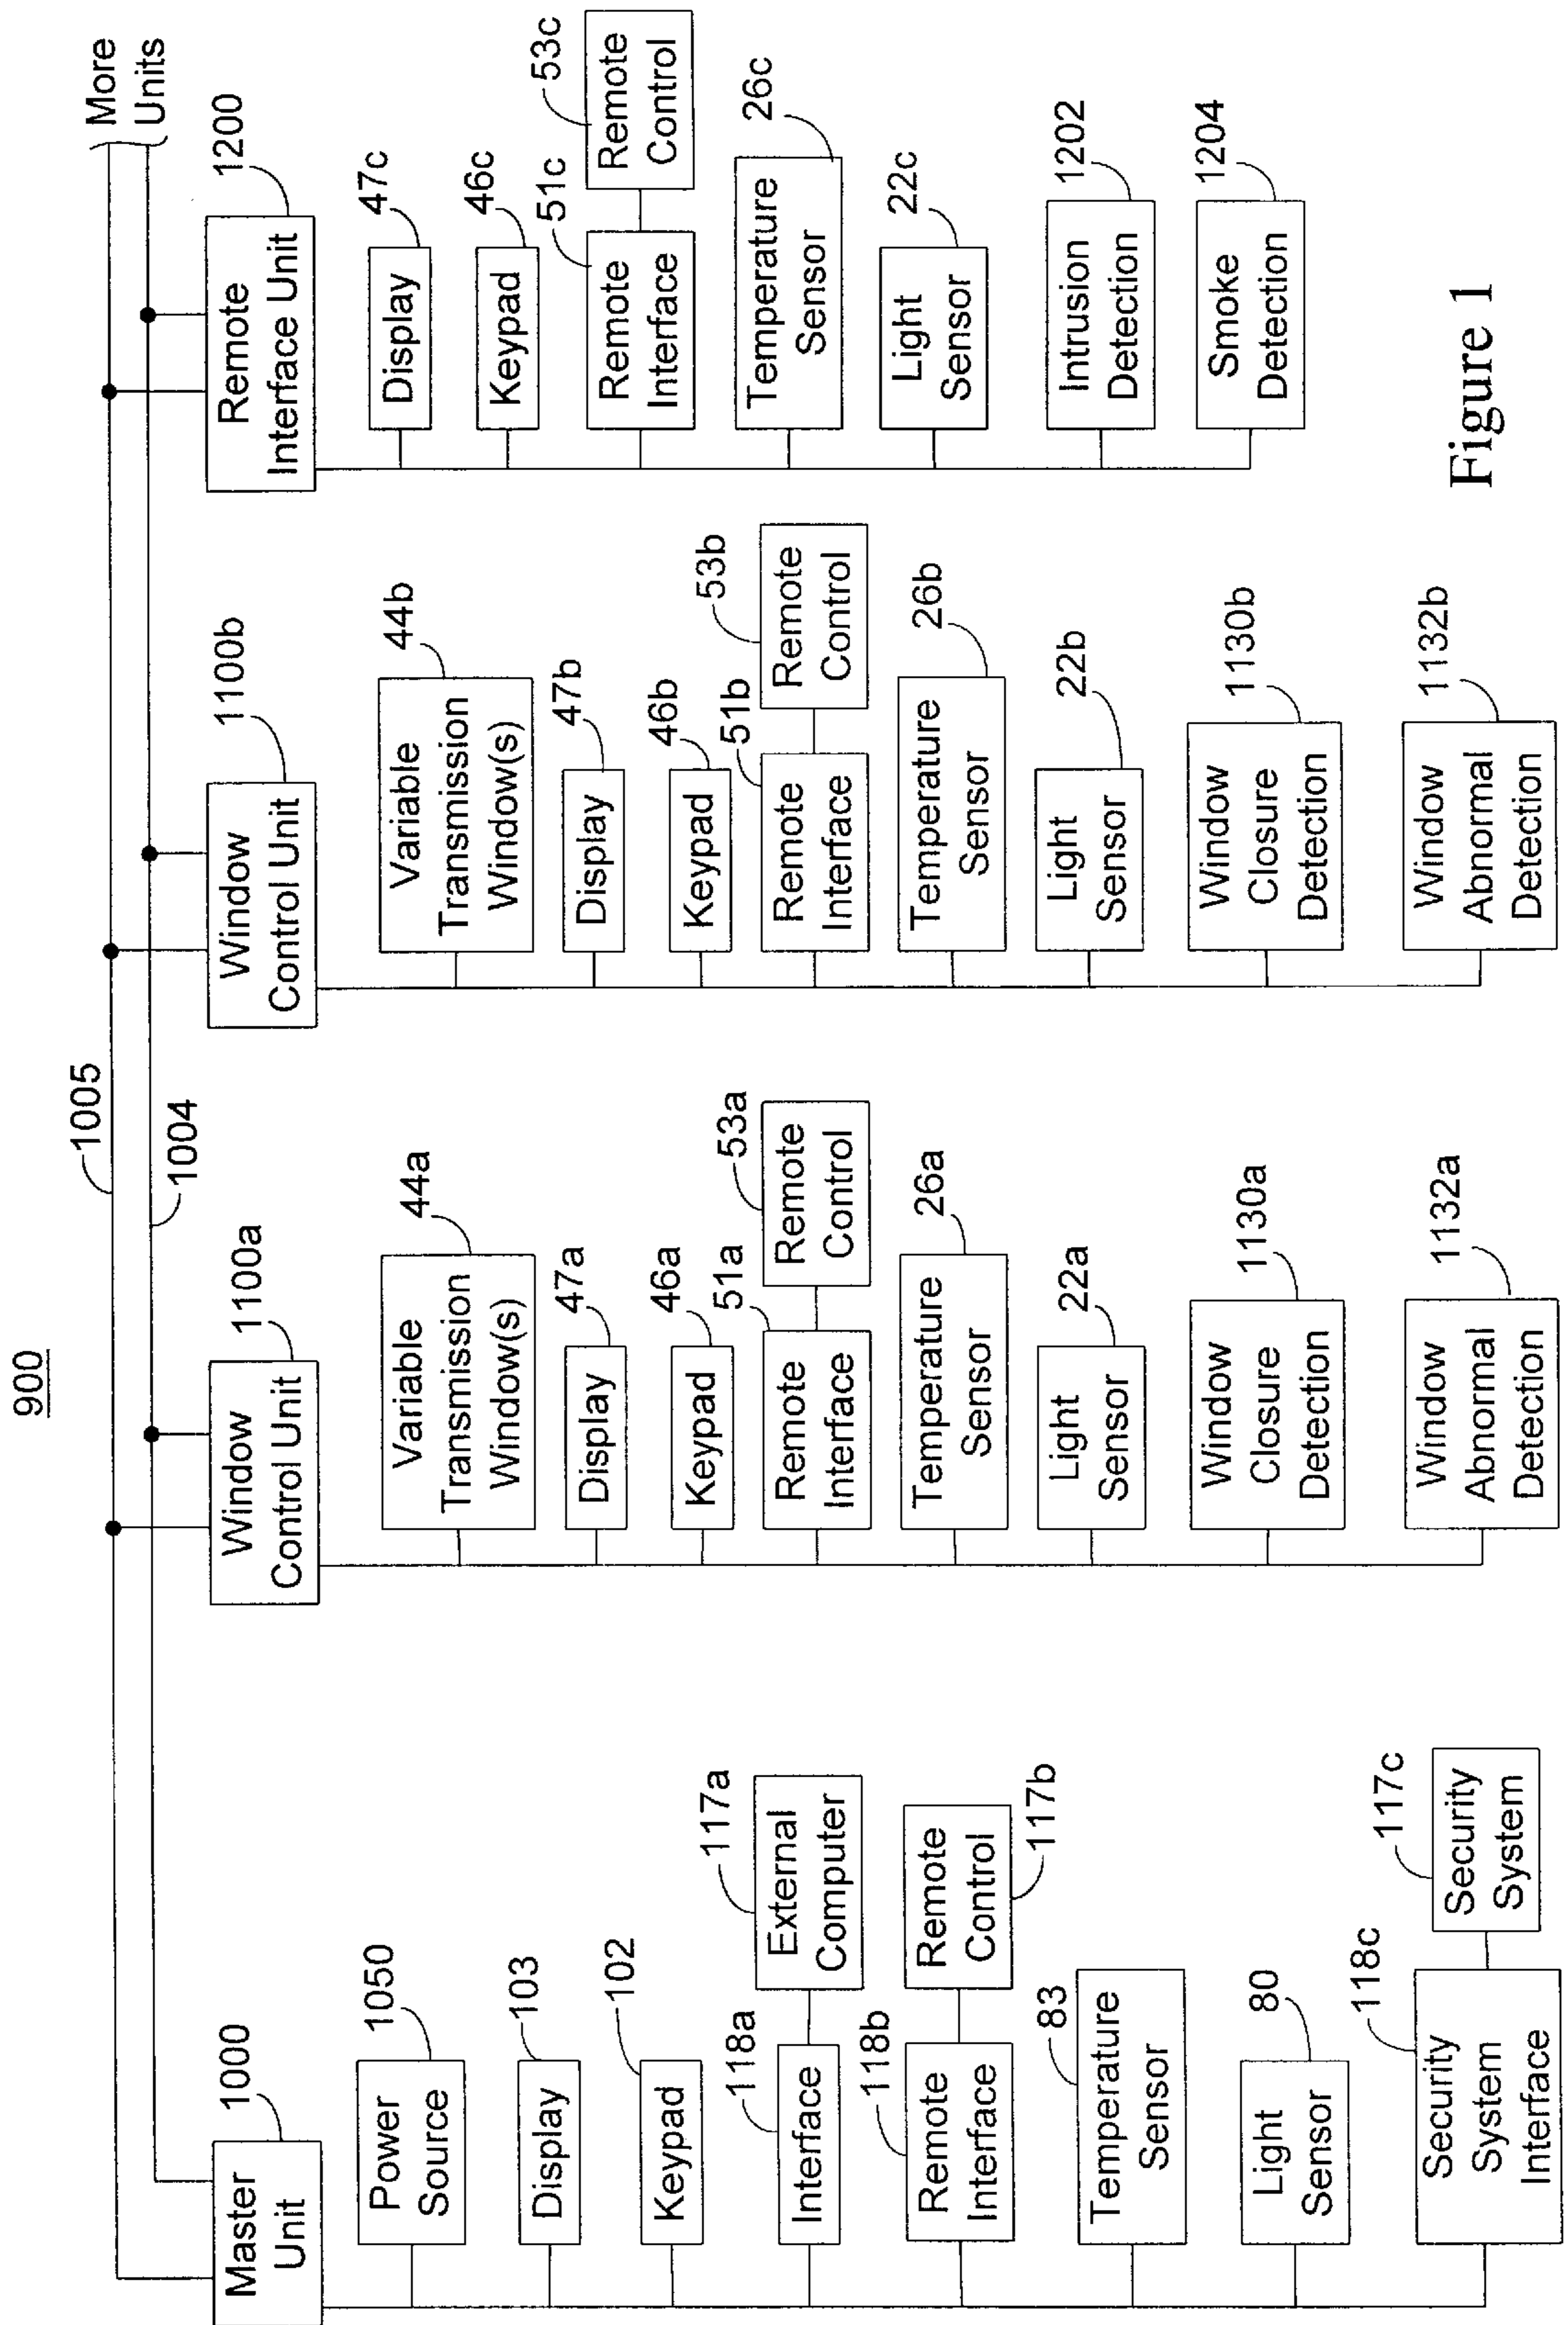 900
1005
1004
More
Units
Master
Unit
1000
Power
Source
1050
Display
103
Keypad
102
Interface
118a
External
Computer
117a
Remote
Interface
118b
Remote
Control
117b
Temperature
Sensor
83
Light
Sensor
80
Security
System
Interface
118c
Security
System
117c
Window
Control Unit
1100a
Variable
Transmission
Window(s)
44a
Display
47a
Keypad
46a
Remote
Interface
51a
Remote
Control
53a
Temperature
Sensor
26a
Light
Sensor
22a
Window
Closure
Detection
1130a
Window
Abnormal
Detection
1132a
Window
Control Unit
1100b
Variable
Transmission
Window(s)
44b
Display
47b
Keypad
46b
Remote
Interface
51b
Remote
Control
53b
Temperature
Sensor
26b
Light
Sensor
22b
Window
Closure
Detection
1130b
Window
Abnormal
Detection
1132b
Remote
Interface Unit
1200
Display
47c
Keypad
46c
Remote
Interface
51c
Remote
Control
53c
Temperature
Sensor
26c
Light
Sensor
22c
Intrusion
Detection
1202
Smoke
Detection
1204
Figure 1